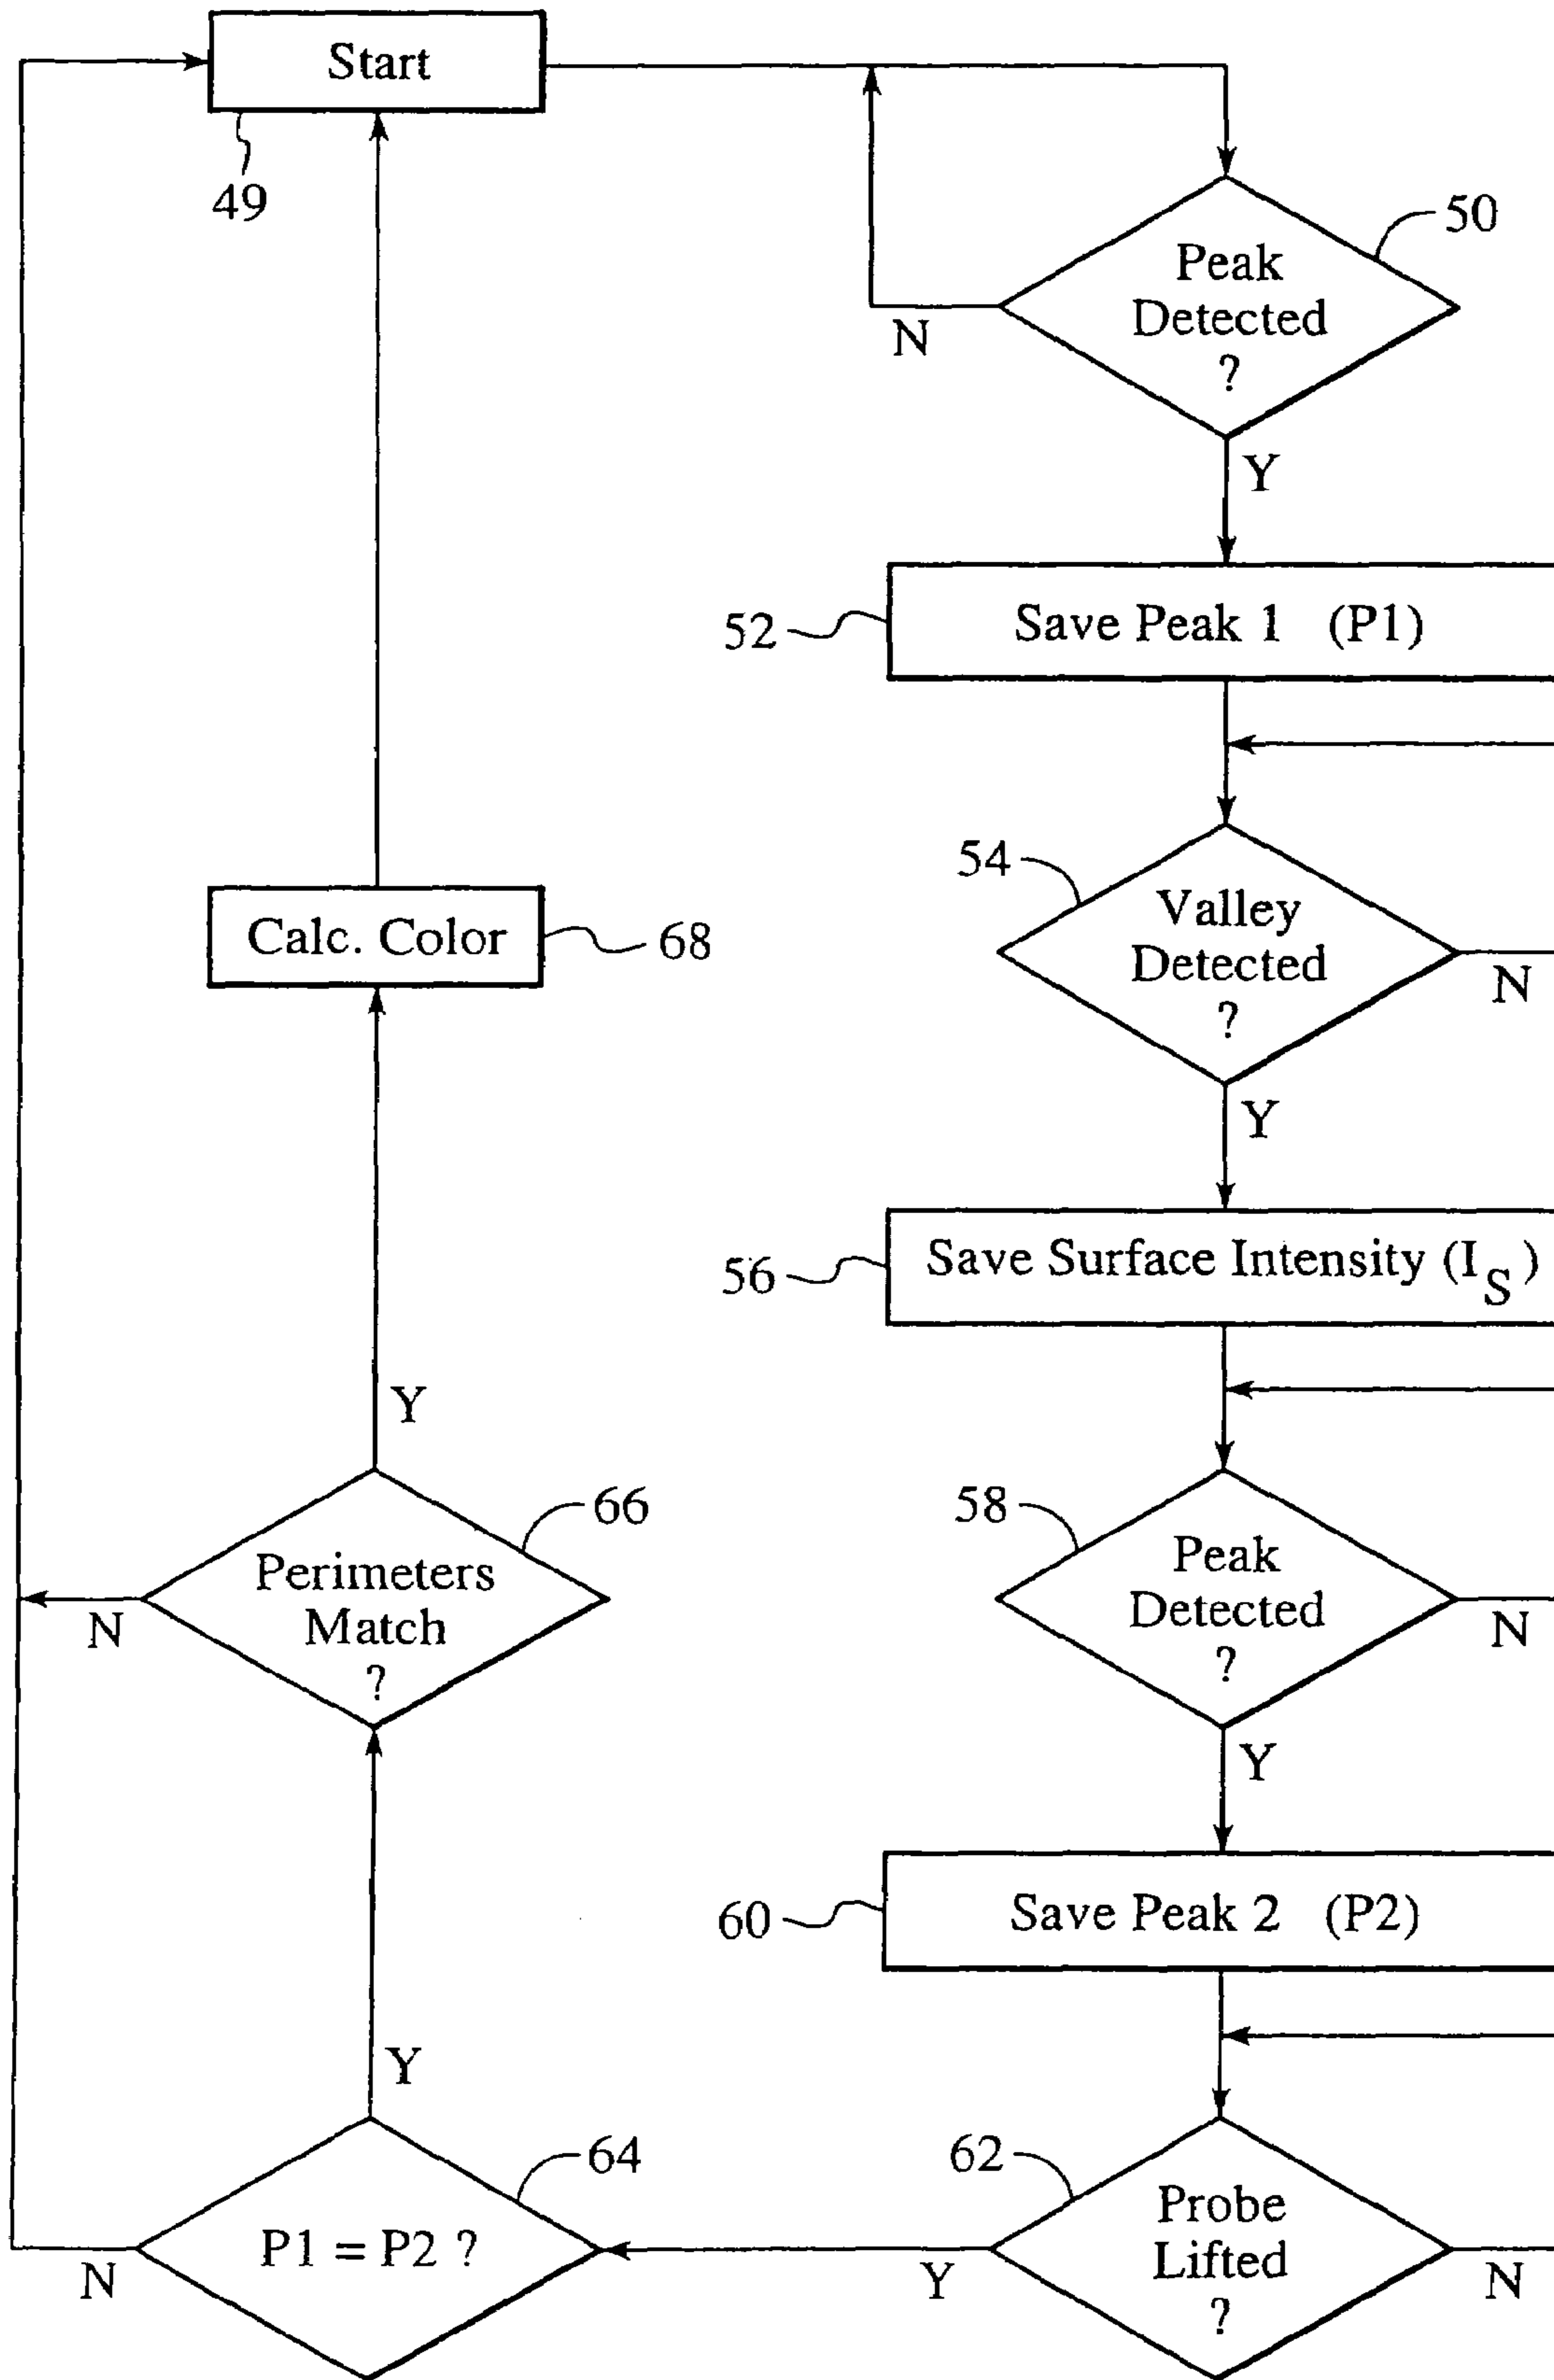 Start
49
Peak
Detected
?
50
N
Y
52
Save Peak 1 (P1)
54
Valley
Detected
?
N
Y
Calc. Color
68
56
Save Surface Intensity (I_S)
Y
66
Perimeters
Match
?
N
58
Peak
Detected
?
N
Y
60
Save Peak 2 (P2)
Y
64
P1 = P2 ?
N
62
Probe
Lifted
?
Y
N